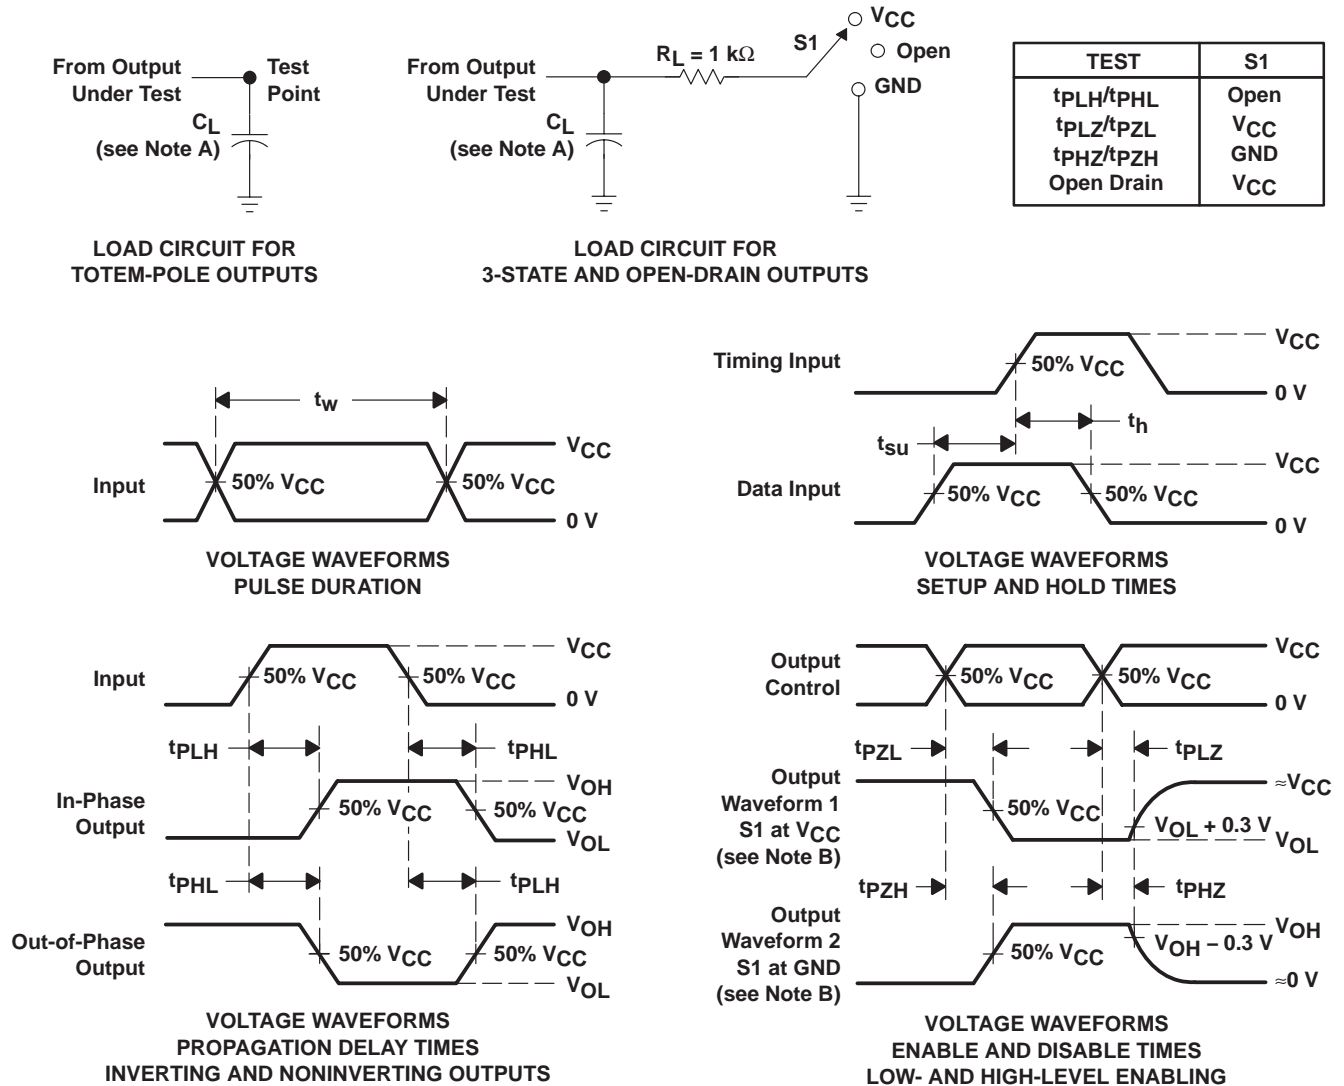 From Output
Under Test
Test
Point
CL
(see Note A)
LOAD CIRCUIT FOR
TOTEM-POLE OUTPUTS
From Output
Under Test
CL
(see Note A)
RL = 1 kΩ
S1
VCC
Open
GND
LOAD CIRCUIT FOR
3-STATE AND OPEN-DRAIN OUTPUTS
TEST S1
tPLH/tPHL Open
tPLZ/tPZL VCC
tPHZ/tPZH GND
Open Drain VCC
tw
Input
50% VCC
50% VCC
VCC
0 V
VOLTAGE WAVEFORMS
PULSE DURATION
Timing Input
50% VCC
VCC
0 V
tsu
th
Data Input
50% VCC
50% VCC
VCC
0 V
VOLTAGE WAVEFORMS
SETUP AND HOLD TIMES
Input
50% VCC
50% VCC
VCC
0 V
tPLH
tPHL
In-Phase
Output
50% VCC
50% VCC
VOH
VOL
tPHL
tPLH
Out-of-Phase
Output
50% VCC
50% VCC
VOH
VOL
VOLTAGE WAVEFORMS
PROPAGATION DELAY TIMES
INVERTING AND NONINVERTING OUTPUTS
Output
Control
50% VCC
50% VCC
VCC
0 V
tPZL
tPLZ
Output
Waveform 1
S1 at VCC
(see Note B)
50% VCC
≈VCC
VOL + 0.3 V
VOL
tPZH
tPHZ
Output
Waveform 2
S1 at GND
(see Note B)
50% VCC
VOH
VOH − 0.3 V
≈0 V
VOLTAGE WAVEFORMS
ENABLE AND DISABLE TIMES
LOW- AND HIGH-LEVEL ENABLING